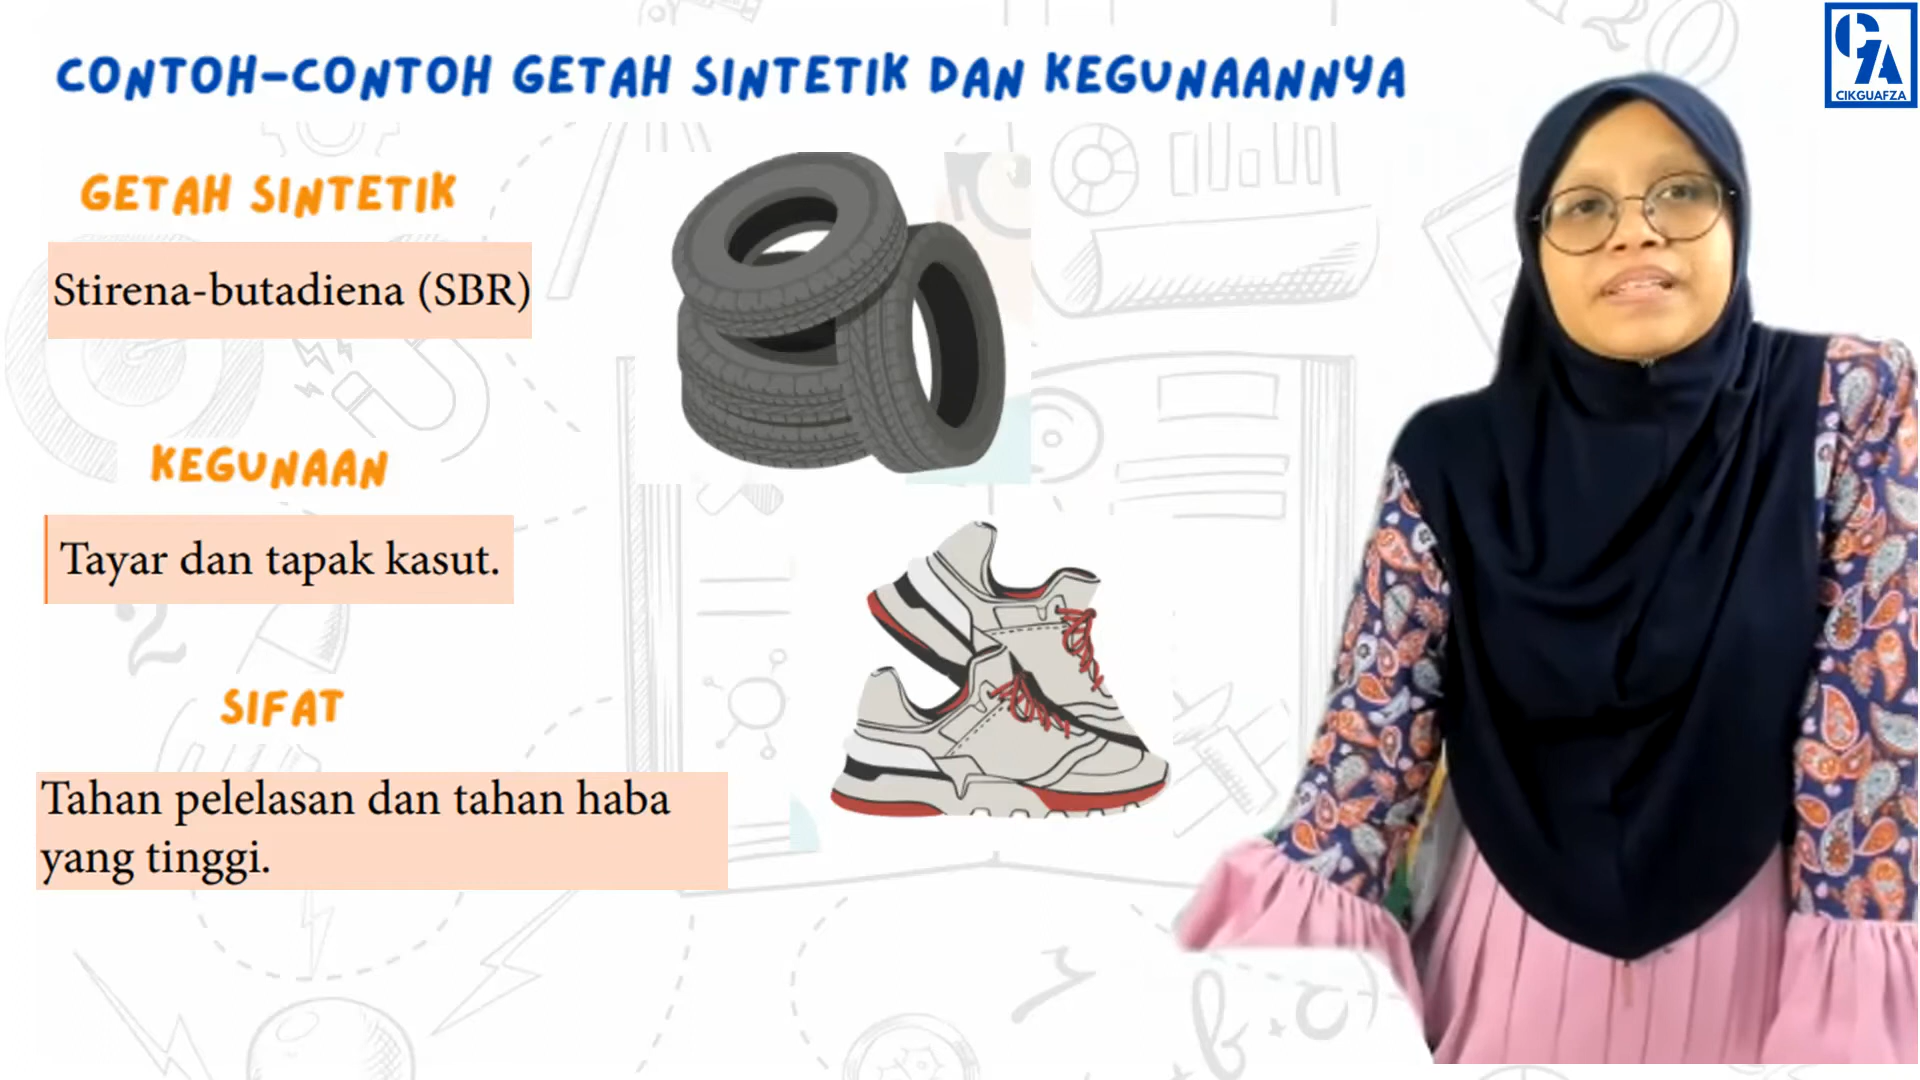 CONTOH-CONTOH GETAH SINTETIK DAN KEGUNAANNYA
CIKGUAFZA
GETAH SINTETIK
Stirena-butadiena (SBR)
KEGUNAAN
Tayar dan tapak kasut.
SIFAT
Tahan pelelasan dan tahan haba
yang tinggi.